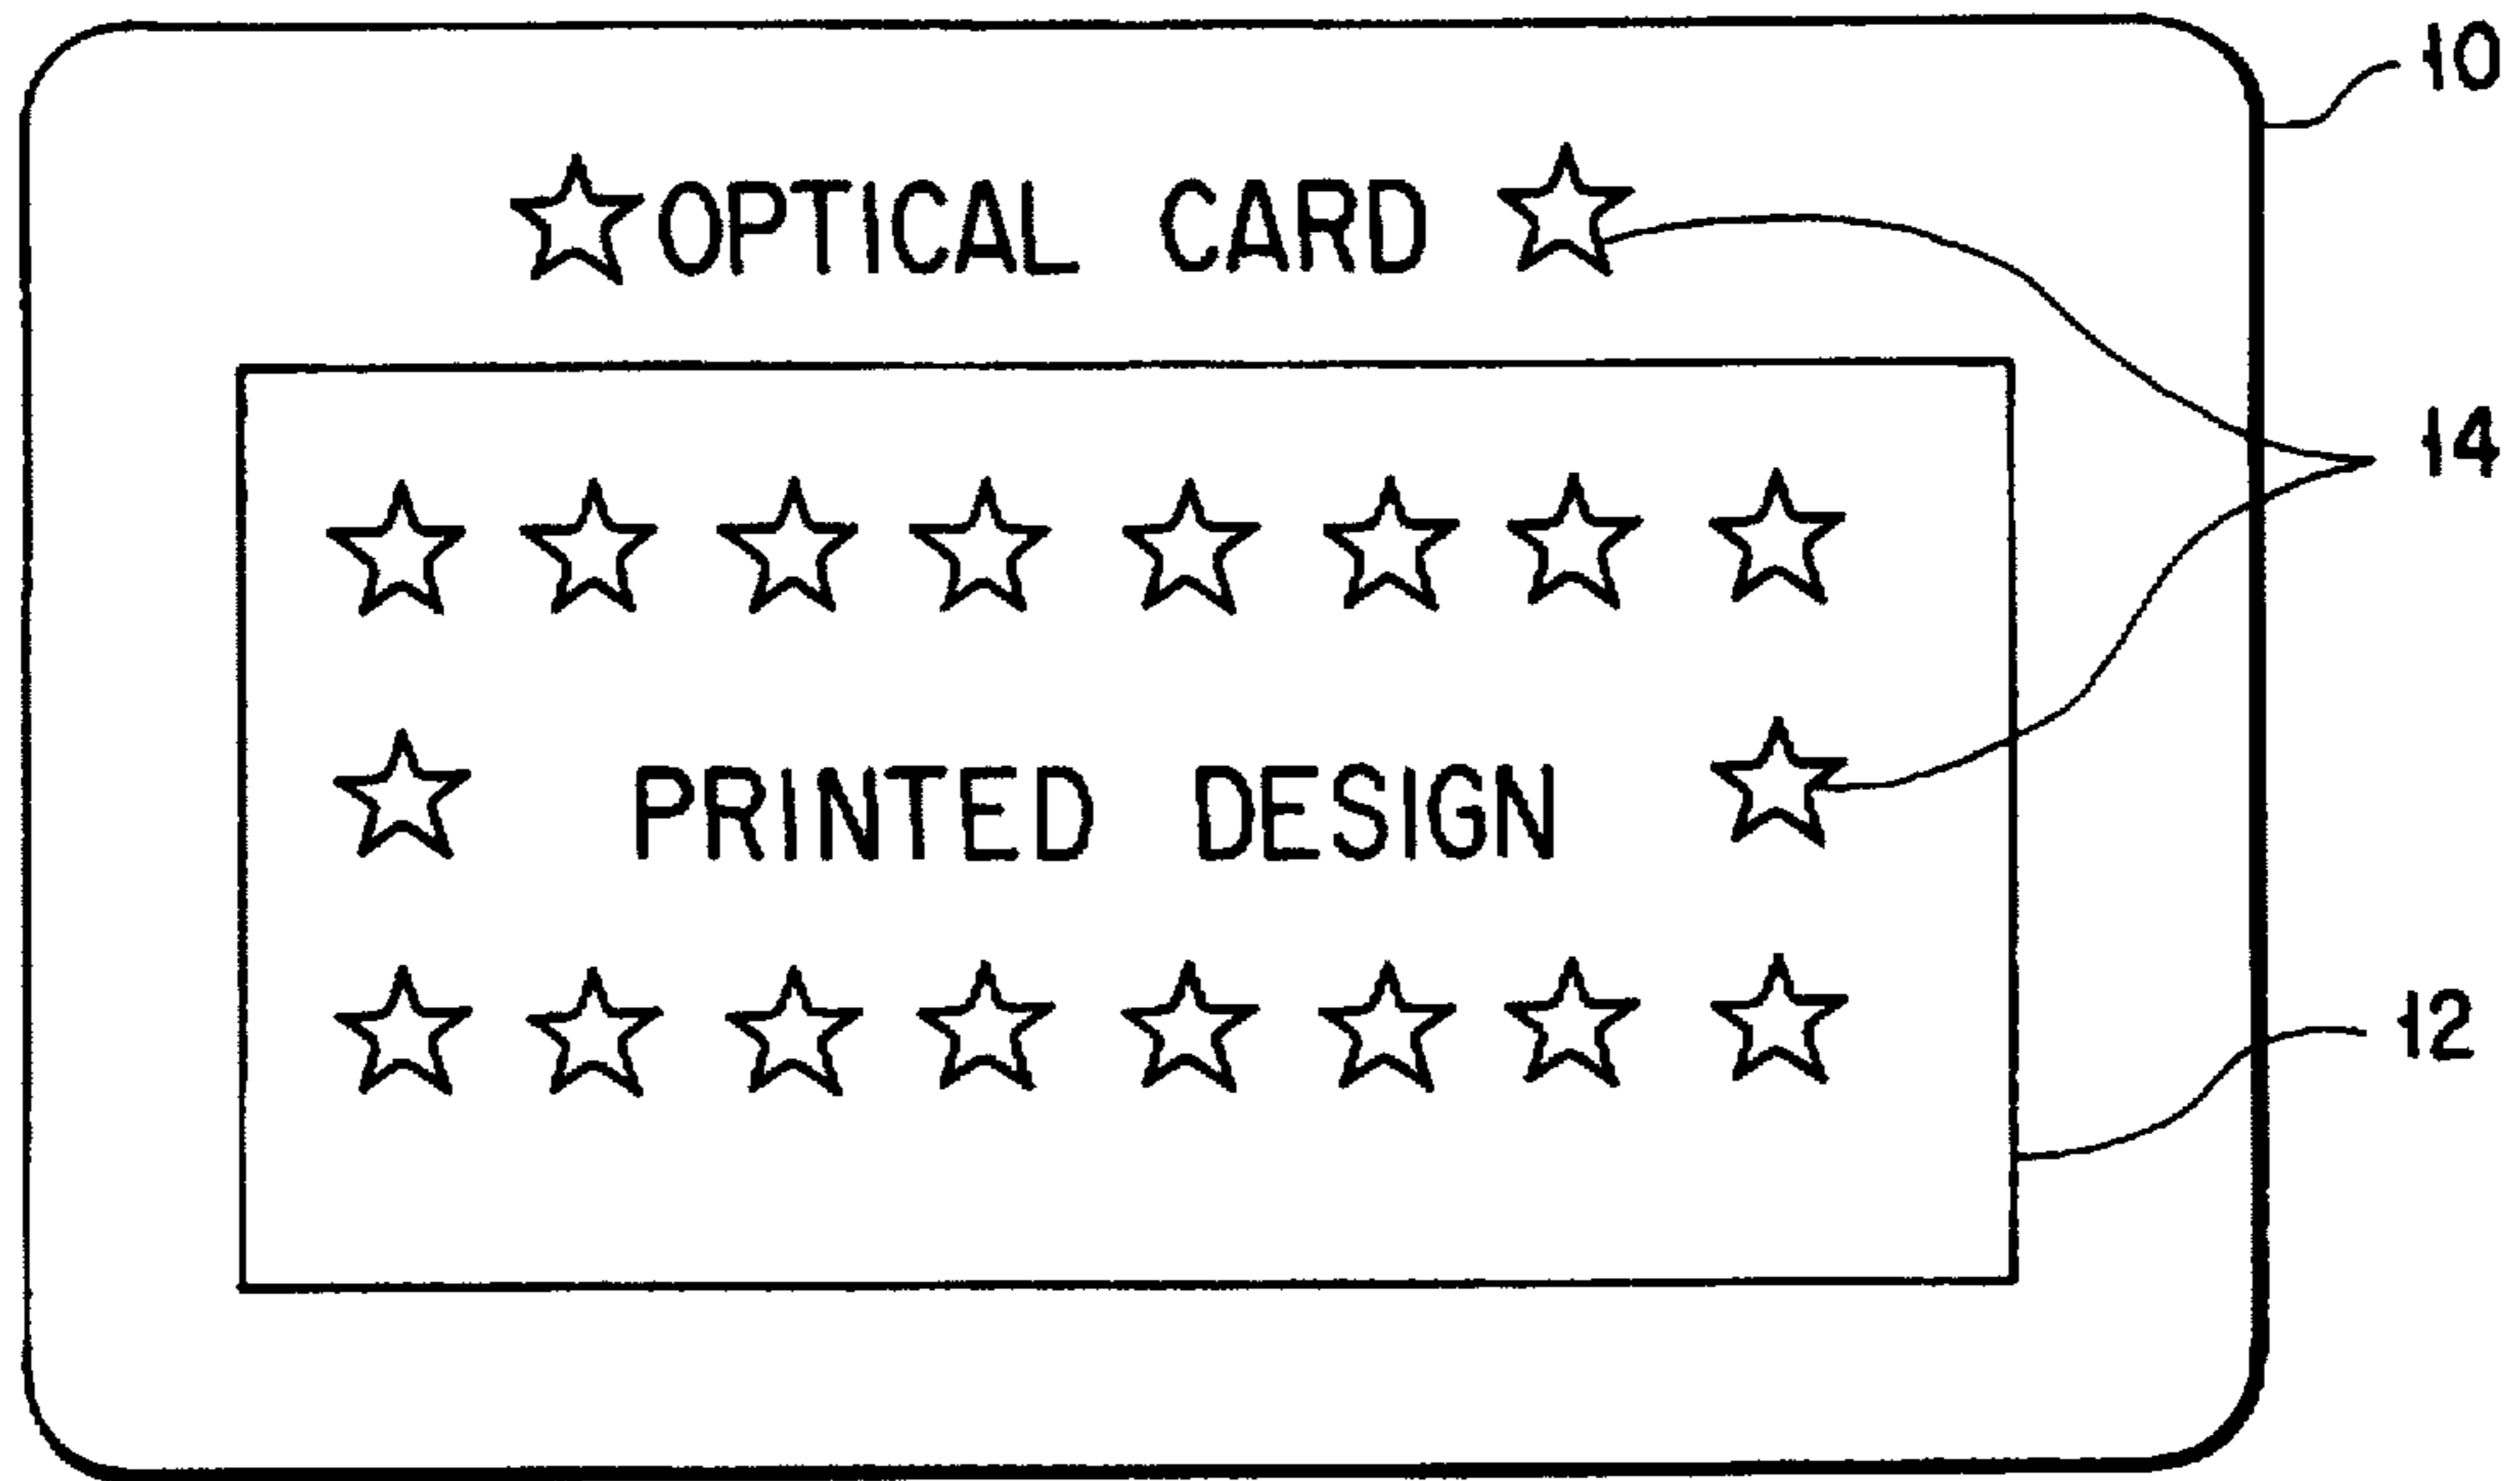 10
☆OPTICAL CARD☆
14
☆☆☆☆☆☆☆☆
☆ PRINTED DESIGN ☆
☆☆☆☆☆☆☆☆
12